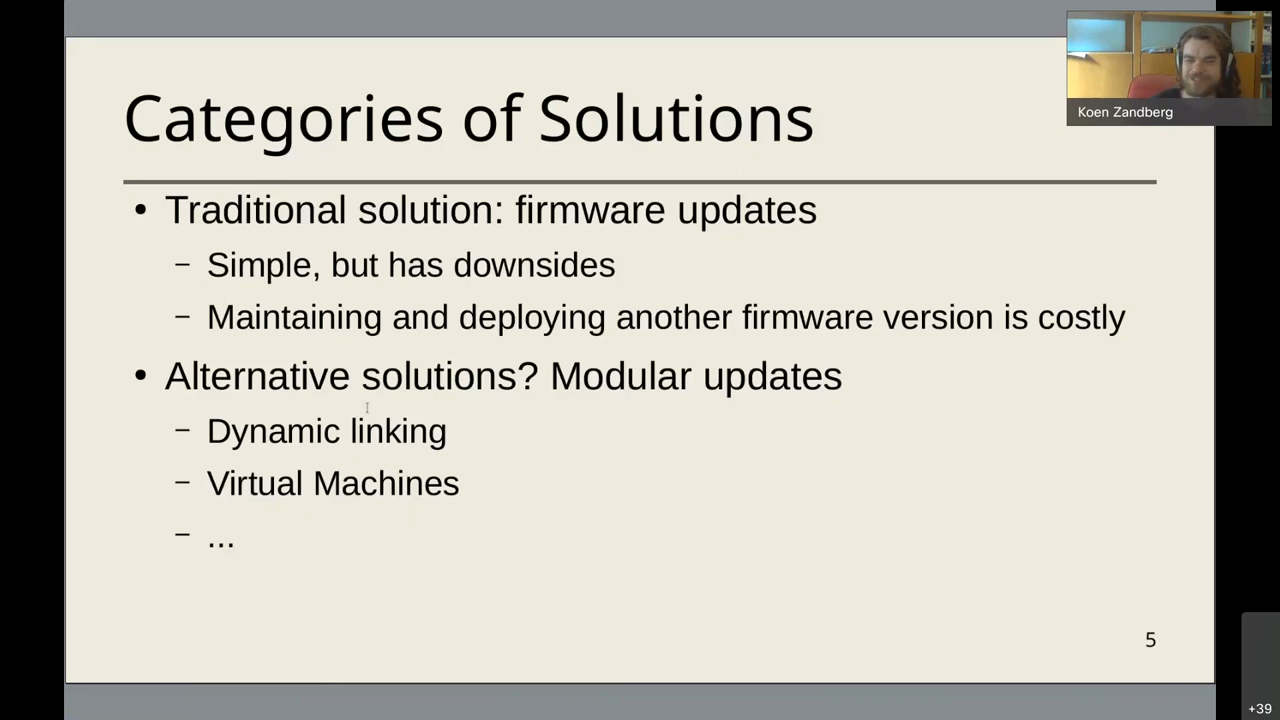 Categories of Solutions
Koen Zandberg
• Traditional solution: firmware updates
– Simple, but has downsides
– Maintaining and deploying another firmware version is costly
• Alternative solutions? Modular updates
– Dynamic linking
– Virtual Machines
– ...
5
+39